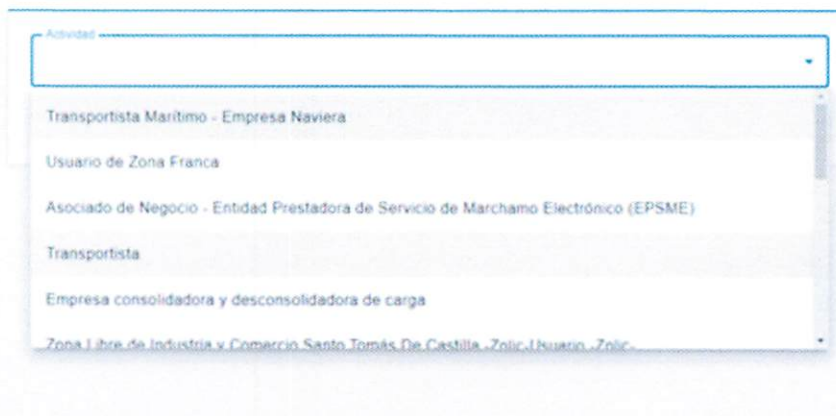 Actividad
Transportista Marítimo - Empresa Naviera
Usuario de Zona Franca
Asociado de Negocio - Entidad Prestadora de Servicio de Marchamo Electrónico (EPSME)
Transportista
Empresa consolidadora y desconsolidadora de carga
Zona Libre de Industria y Comercio Santo Tomás De Castilla -Zolic-Usuario -Zolic-